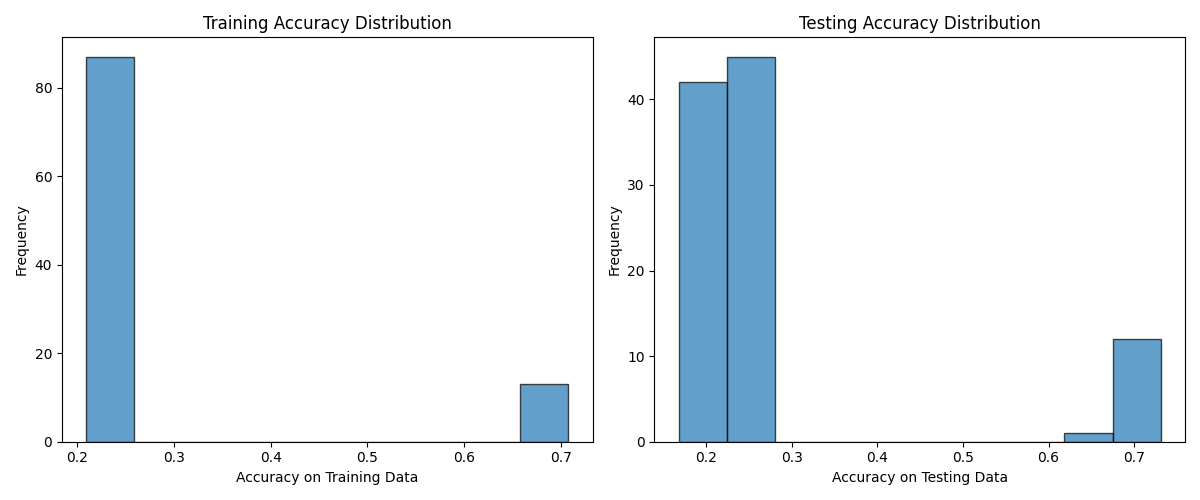 Training Accuracy Distribution
Frequency
80
60
40
20
0
0.2 0.3 0.4 0.5 0.6 0.7
Accuracy on Training Data
Testing Accuracy Distribution
Frequency
40
30
20
10
0
0.2 0.3 0.4 0.5 0.6 0.7
Accuracy on Testing Data